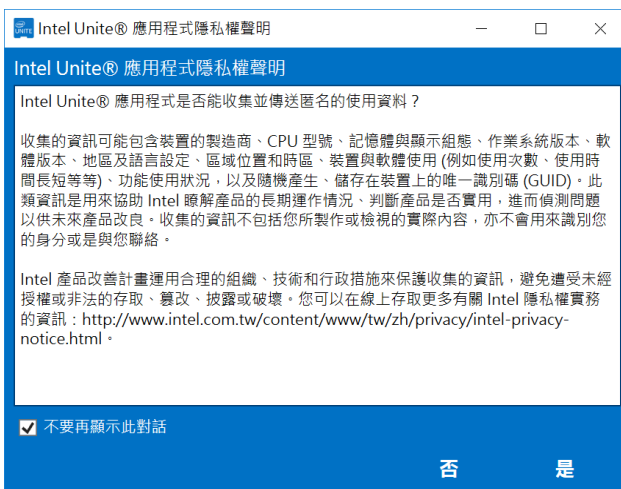 Intel Unite® 應用程式隱私權聲明
Intel Unite® 應用程式隱私權聲明
Intel Unite® 應用程式是否能收集並傳送匿名的使用資料？
收集的資訊可能包含裝置的製造商、CPU 型號、記憶體與顯示組態、作業系統版本、軟
體版本、地區及語言設定、區域位置和時區、裝置與軟體使用 (例如使用次數、使用時
間長短等等)、功能使用狀況，以及隨機產生、儲存在裝置上的唯一識別碼 (GUID)。此
類資訊是用來協助 Intel 瞭解產品的長期運作情況、判斷產品是否實用，進而偵測問題
以供未來產品改良。收集的資訊不包括您所製作或檢視的實際內容，亦不會用來識別您
的身分或是與您聯絡。
Intel 產品改善計畫運用合理的組織、技術和行政措施來保護收集的資訊，避免遭受未經
授權或非法的存取、篡改、披露或破壞。您可以在線上存取更多有關 Intel 隱私權實務
的資訊：http://www.intel.com.tw/content/www/tw/zh/privacy/intel-privacy-
notice.html。
不要再顯示此對話
否 是